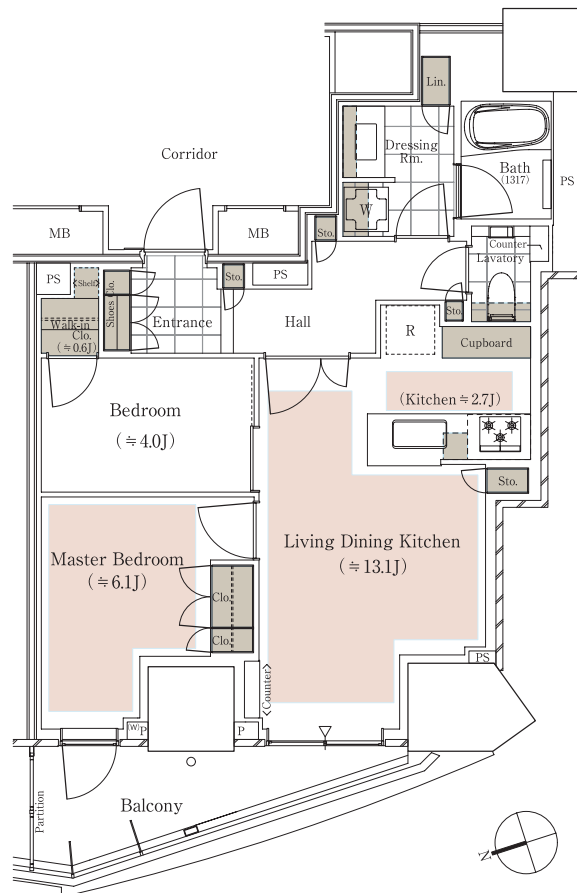 Lin.
Dressing
Rm.
Bath
(1317)
PS
Corridor
W
MB
MB
Sto.
Counter
Lavatory
PS
Shelf
Clo.
Shoes
Sto.
PS
Walk-in
Clo.
(≒0.6J)
Entrance
Hall
Sto.
R
Cupboard
Bedroom
(≒4.0J)
(Kitchen≒2.7J)
Sto.
Master Bedroom
(≒6.1J)
Living Dining Kitchen
(≒13.1J)
Clo.
Clo.
PS
<Counter>
(W)P
P
Balcony
Partition
N